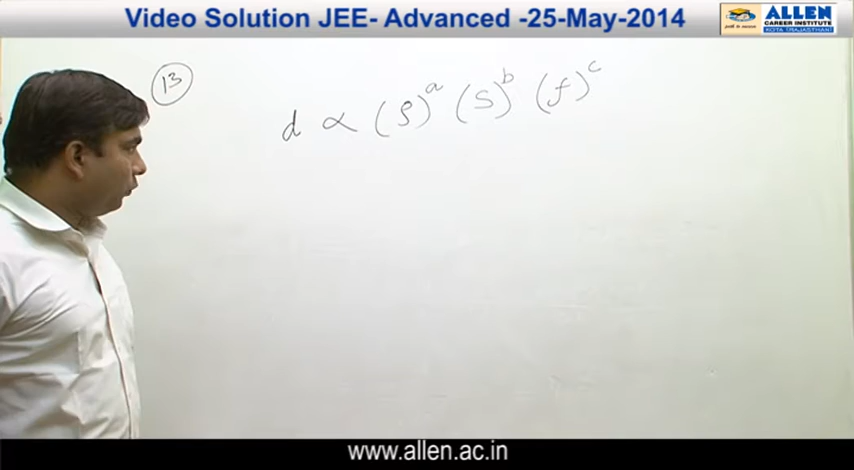 Video Solution JEE- Advanced -25-May-2014
ALLEN
CAREER INSTITUTE
KOTA (RAJASTHAN)
13
d ∝ (ρ)^a (S)^b (f)^c
www.allen.ac.in